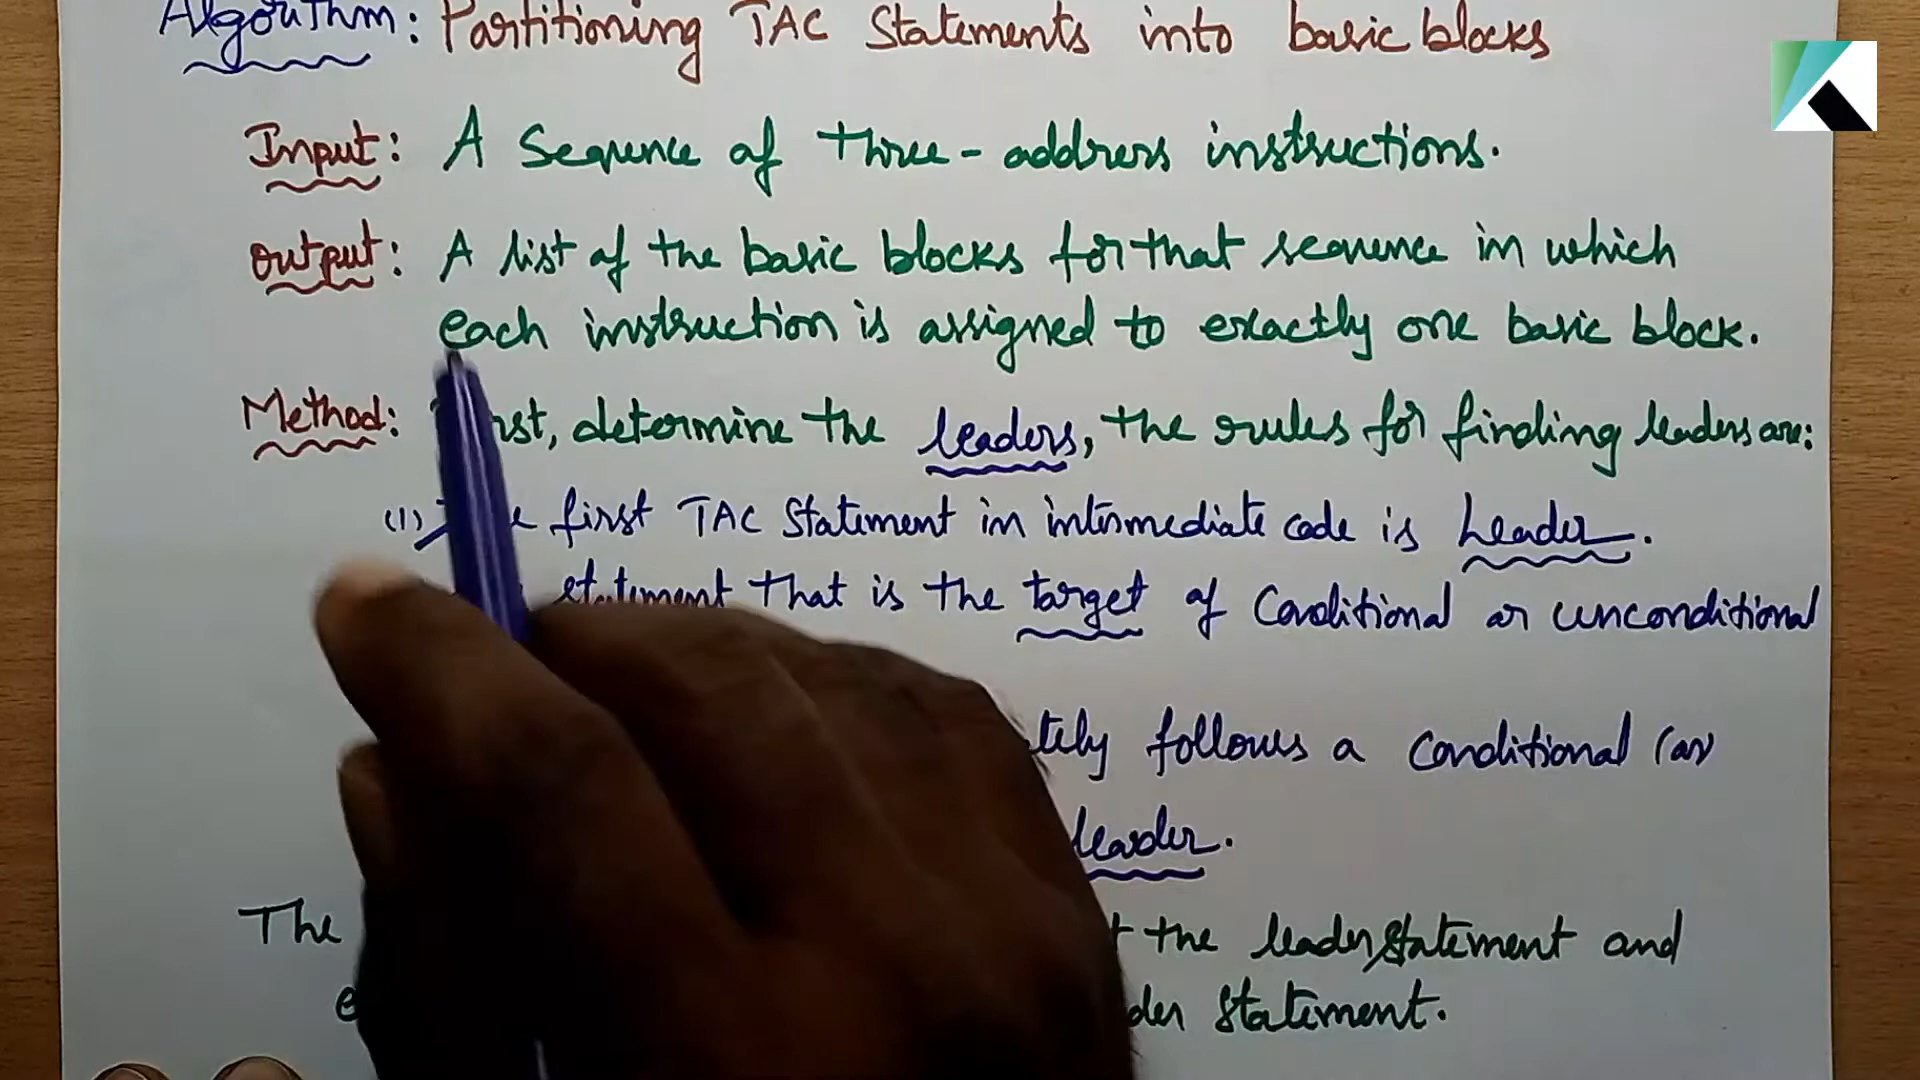 Algorithm: Partitioning TAC Statements into basic blocks
Input: A Sequence of three-address instructions.
Output: A list of the basic blocks for that sequence in which
each instruction is assigned to exactly one basic block.
Method: determine the leaders, the rules for finding leaders are:
(1) first TAC Statement in intermediate code is Leader.
statement that is the target of Conditional or unconditional
follows a Conditional (or)
leader.
The the leader statement and
statement.